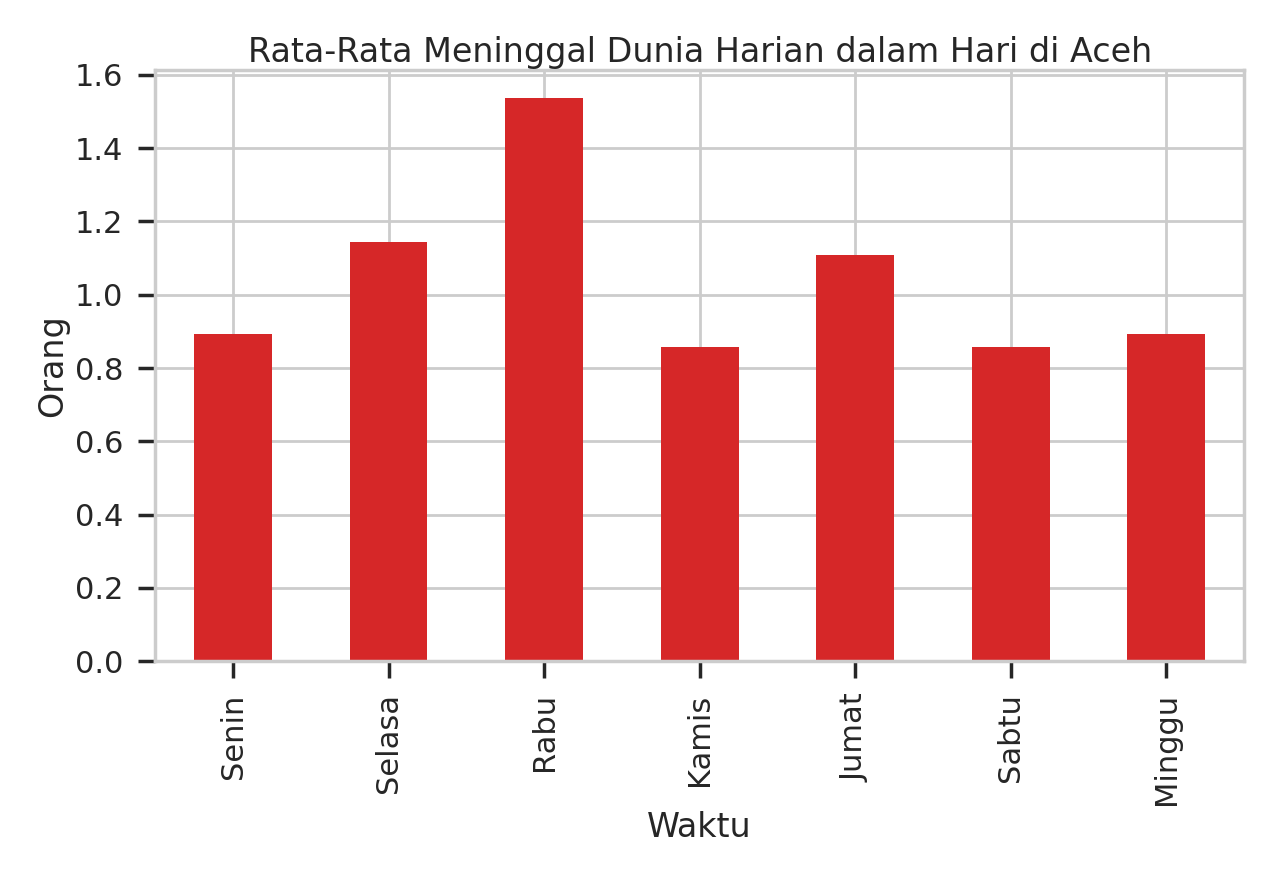 Rata-Rata Meninggal Dunia Harian dalam Hari di Aceh
1.6
1.4
1.2
1.0
0.8
0.6
0.4
0.2
0.0
Orang
Senin
Selasa
Rabu
Kamis
Jumat
Sabtu
Minggu
Waktu